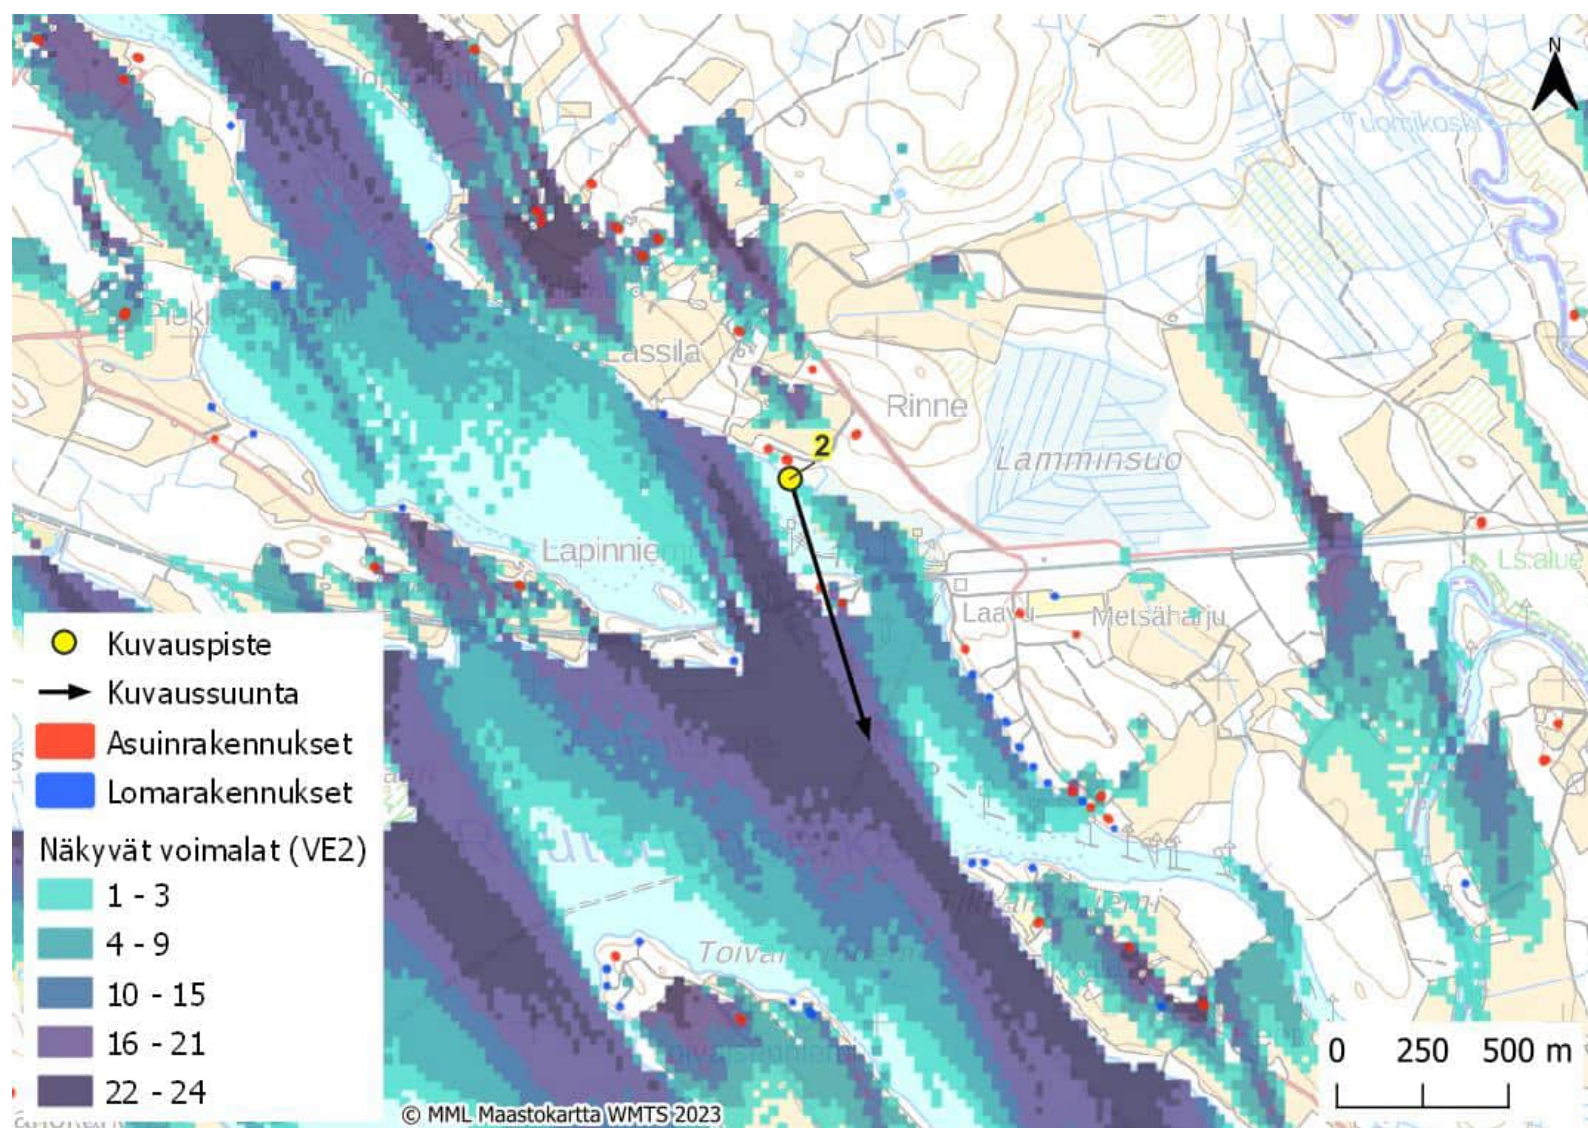 N
Tuomikoski
Lassila
Rinne
2
Lamminsuo
Lapinniemi
Ls.alue
Laavu
Metsäharju
Kuvauspiste
Kuvaussuunta
Asuinrakennukset
Lomarakennukset
Näkyvät voimalat (VE2)
1 - 3
4 - 9
10 - 15
16 - 21
22 - 24
0 250 500 m
© MML Maastokartta WMTS 2023